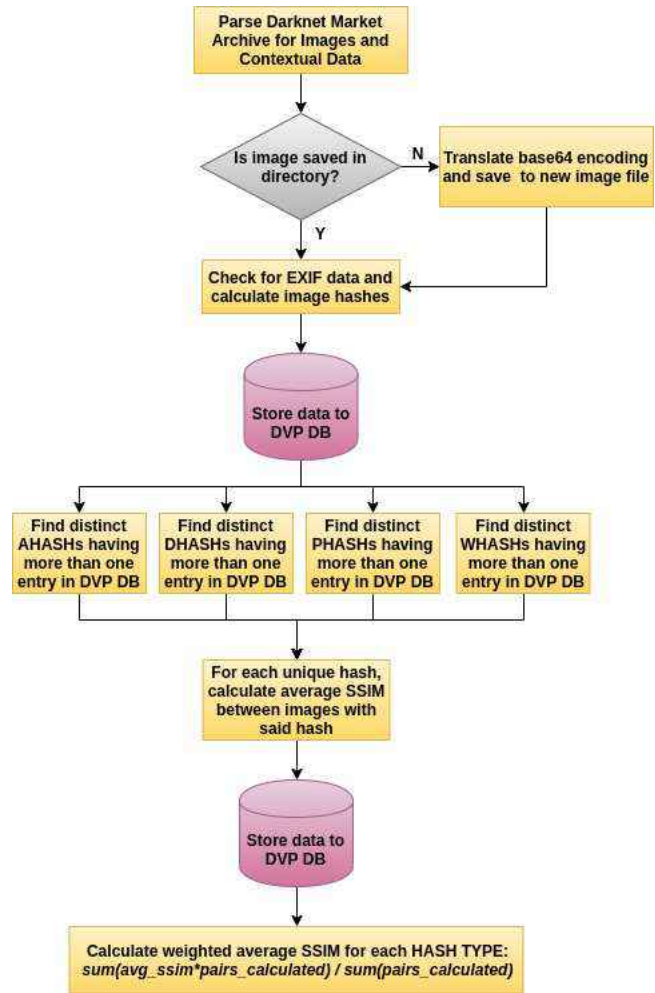 Parse Darknet Market
Archive for Images and
Contextual Data
Is image saved in
directory?
N
Translate base64 encoding
and save to new image file
Y
Check for EXIF data and
calculate image hashes
Store data to
DVP DB
Find distinct
AHASHs having
more than one
entry in DVP DB
Find distinct
DHASHs having
more than one
entry in DVP DB
Find distinct
PHASHs having
more than one
entry in DVP DB
Find distinct
WHASHs having
more than one
entry in DVP DB
For each unique hash,
calculate average SSIM
between images with
said hash
Store data to
DVP DB
Calculate weighted average SSIM for each HASH TYPE:
sum(avg_ssim*pairs_calculated) / sum(pairs_calculated)